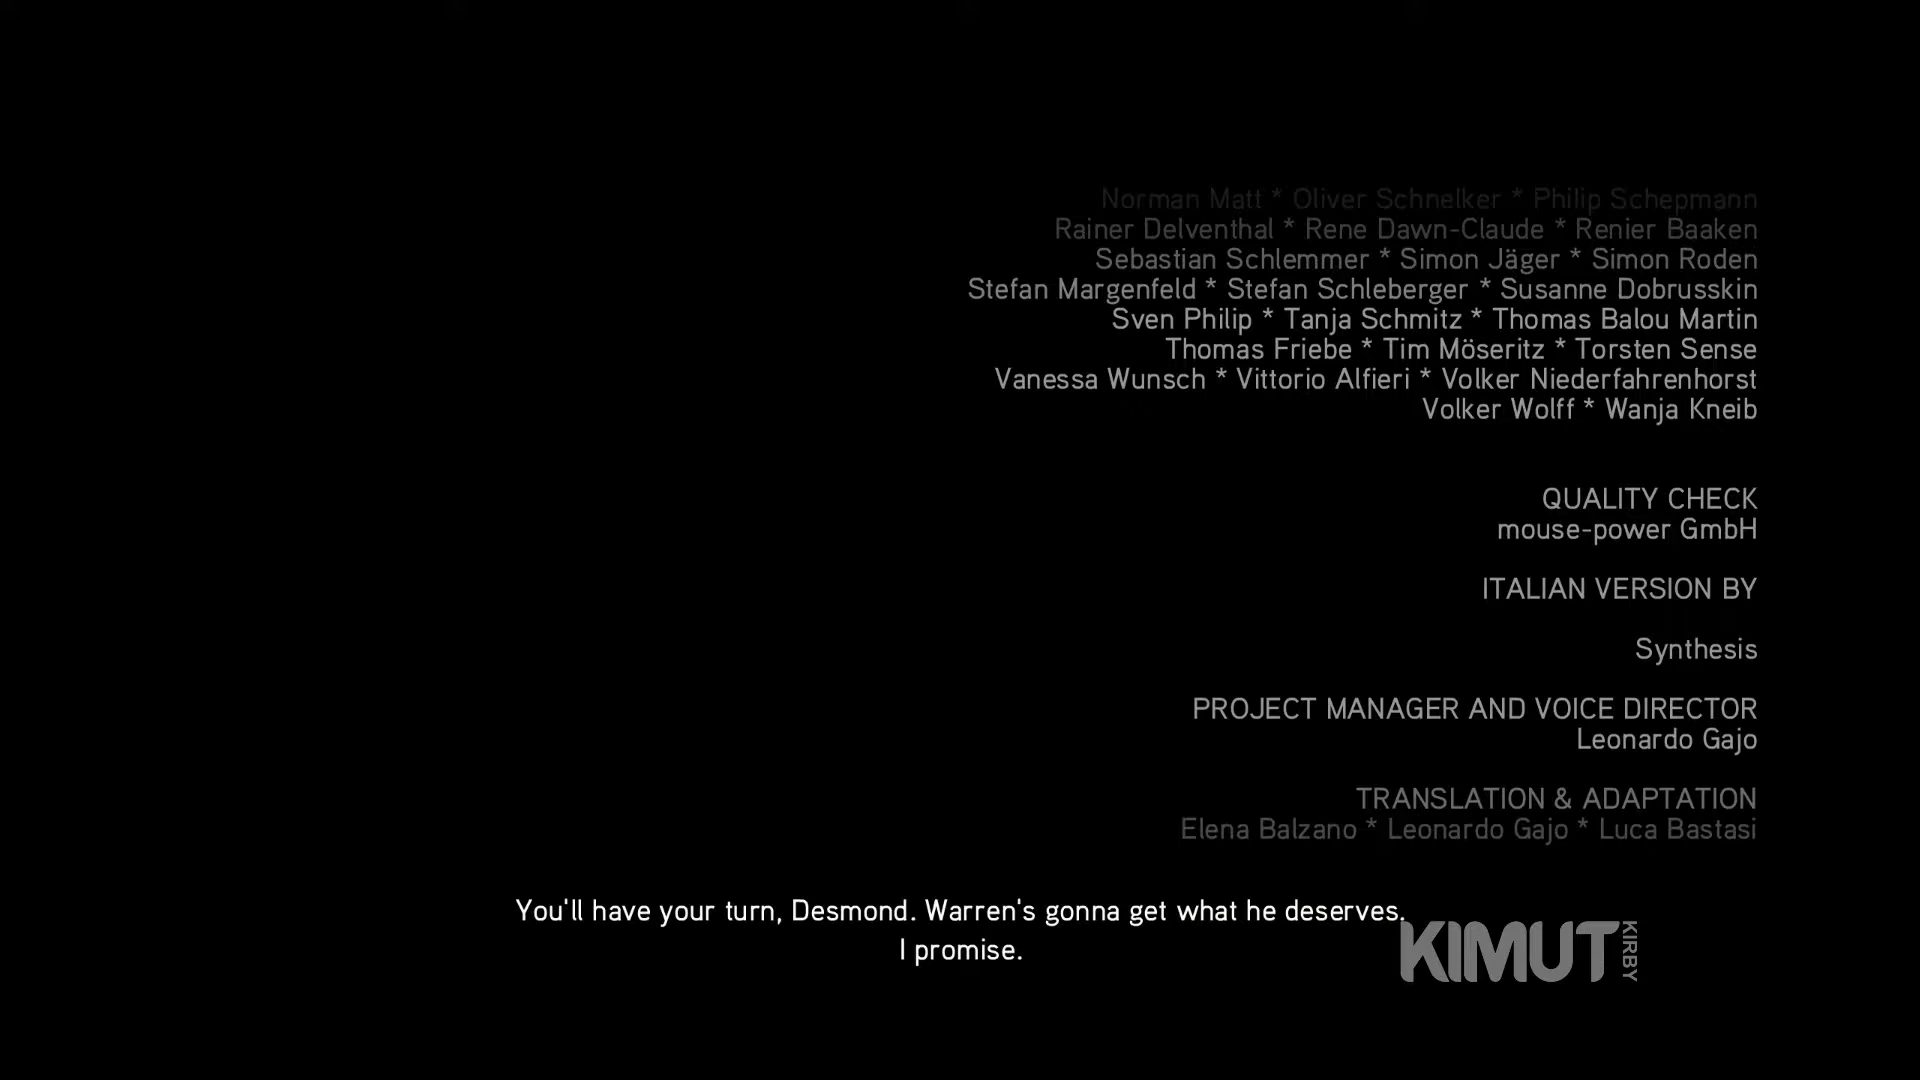 Norman Matt * Oliver Schnelker * Philip Schepmann
Rainer Delventhal * Rene Dawn-Claude * Renier Baaken
Sebastian Schlemmer * Simon Jäger * Simon Roden
Stefan Margenfeld * Stefan Schleberger * Susanne Dobrusskin
Sven Philip * Tanja Schmitz * Thomas Balou Martin
Thomas Friebe * Tim Möseritz * Torsten Sense
Vanessa Wunsch * Vittorio Alfieri * Volker Niederfahrenhorst
Volker Wolff * Wanja Kneib
QUALITY CHECK
mouse-power GmbH
ITALIAN VERSION BY
Synthesis
PROJECT MANAGER AND VOICE DIRECTOR
Leonardo Gajo
TRANSLATION & ADAPTATION
Elena Balzano * Leonardo Gajo * Luca Bastasi
You'll have your turn, Desmond. Warren's gonna get what he deserves.
I promise.
KIMUT KIRBY